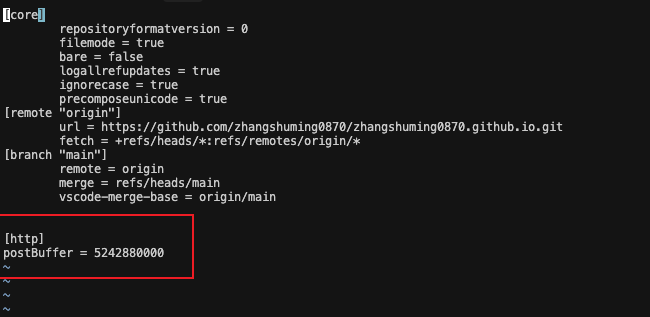 [core]
        repositoryformatversion = 0
        filemode = true
        bare = false
        logallrefupdates = true
        ignorecase = true
        precomposeunicode = true
[remote "origin"]
        url = https://github.com/zhangshuming0870/zhangshuming0870.github.io.git
        fetch = +refs/heads/*:refs/remotes/origin/*
[branch "main"]
        remote = origin
        merge = refs/heads/main
        vscode-merge-base = origin/main
[http]
postBuffer = 5242880000
~
~
~
~